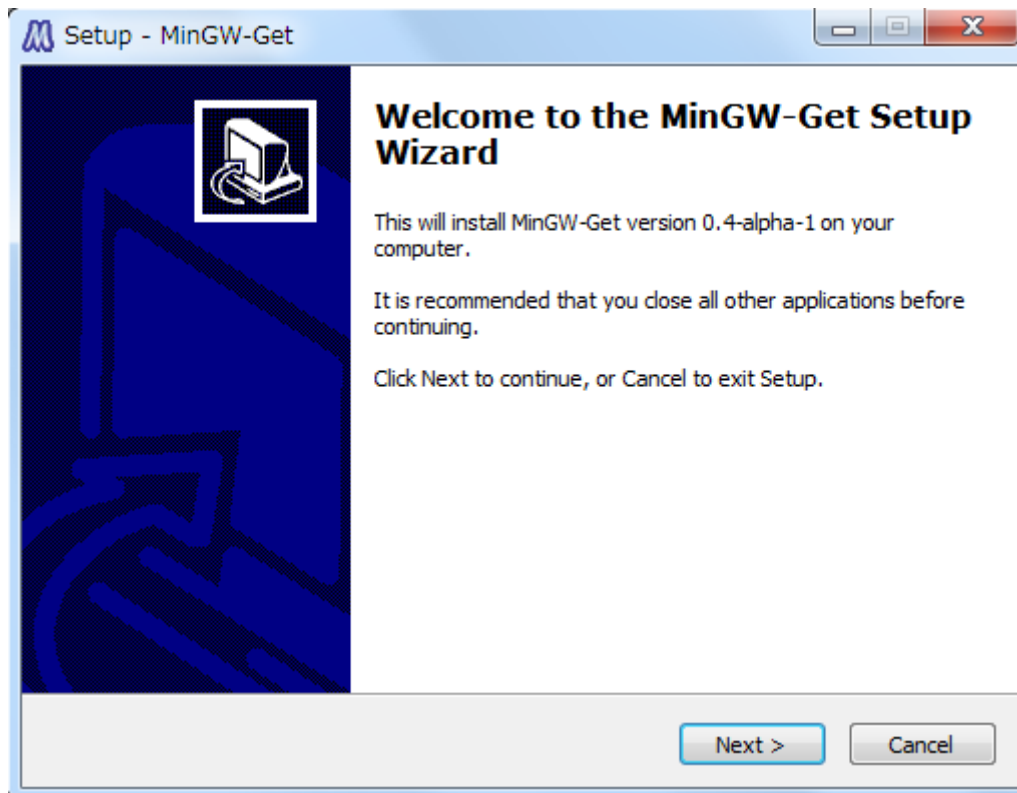 Setup - MinGW-Get
Welcome to the MinGW-Get Setup
Wizard
This will install MinGW-Get version 0.4-alpha-1 on your
computer.
It is recommended that you close all other applications before
continuing.
Click Next to continue, or Cancel to exit Setup.
Next >
Cancel